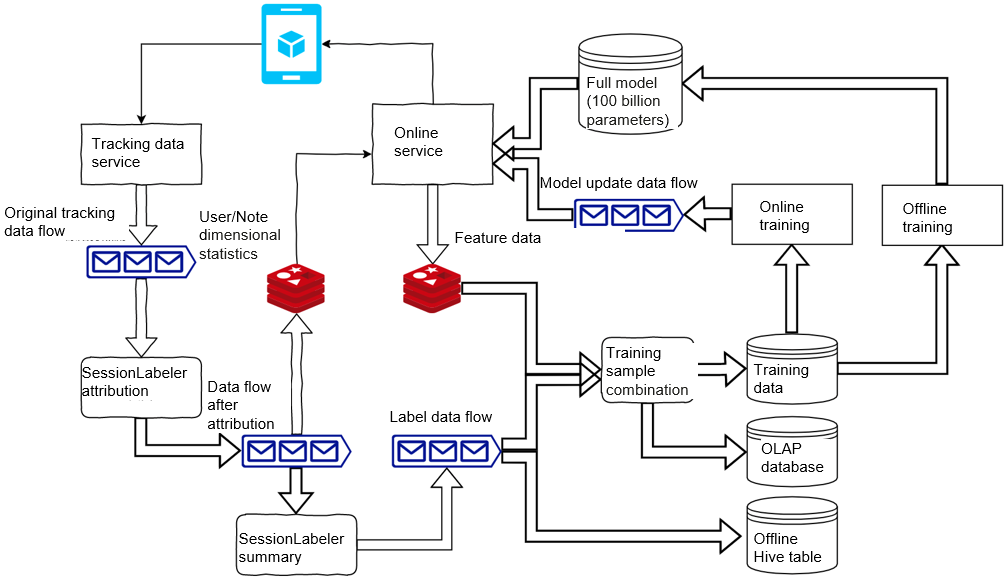 Full model
(100 billion
parameters)
Online
service
Tracking data
service
Model update data flow
Original tracking
data flow
User/Note
dimensional
statistics
Online
training
Offline
training
Feature data
SessionLabeler
attribution
Data flow
after
attribution
Label data flow
Training
sample
combination
Training
data
OLAP
database
SessionLabeler
summary
Offline
Hive table